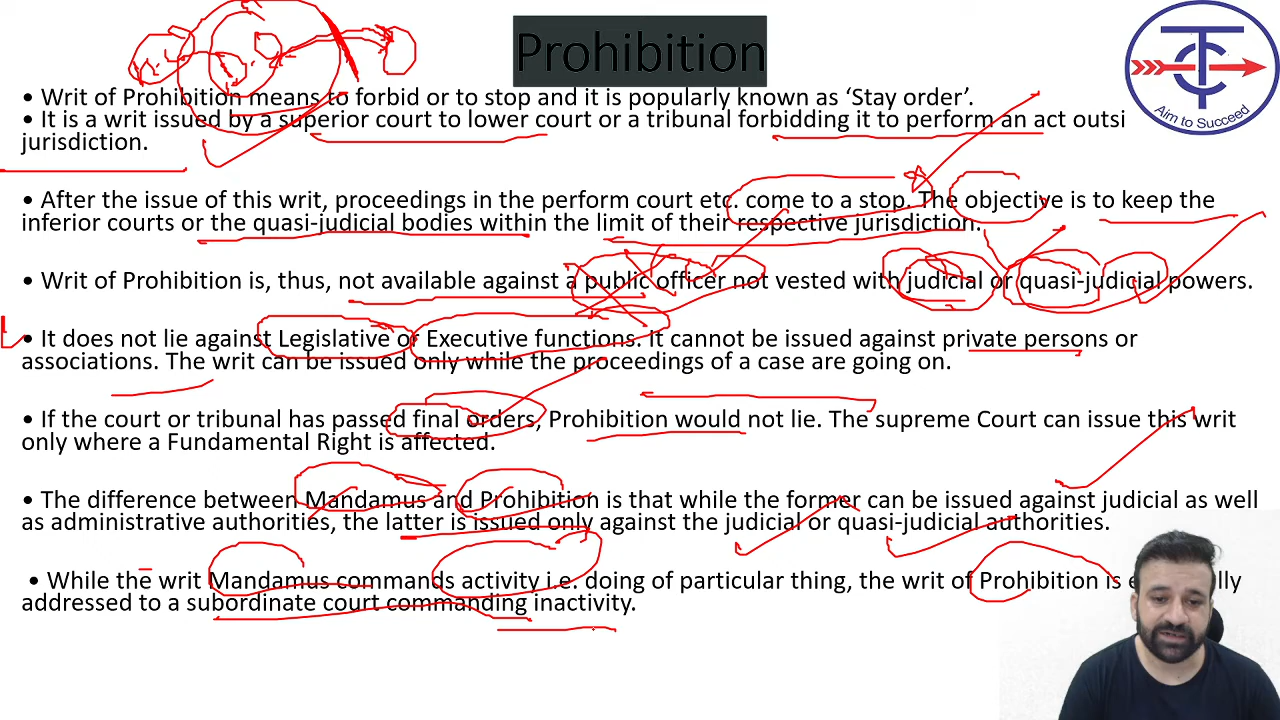 Prohibition
• Writ of Prohibition means to forbid or to stop and it is popularly known as ‘Stay order’.
• It is a writ issued by a superior court to lower court or a tribunal forbidding it to perform an act outsi
jurisdiction.
• After the issue of this writ, proceedings in the perform court etc. come to a stop. The objective is to keep the
inferior courts or the quasi-judicial bodies within the limit of their respective jurisdiction.
• Writ of Prohibition is, thus, not available against a public officer not vested with judicial or quasi-judicial powers.
• It does not lie against Legislative or Executive functions. It cannot be issued against private persons or
associations. The writ can be issued only while the proceedings of a case are going on.
• If the court or tribunal has passed final orders, Prohibition would not lie. The supreme Court can issue this writ
only where a Fundamental Right is affected.
• The difference between Mandamus and Prohibition is that while the former can be issued against judicial as well
as administrative authorities, the latter is issued only against the judicial or quasi-judicial authorities.
• While the writ Mandamus commands activity i.e. doing of particular thing, the writ of Prohibition is
addressed to a subordinate court commanding inactivity.
TC
Aim to Succeed